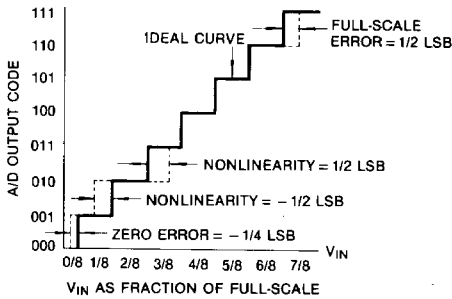 111
110
101
100
011
010
001
000
A/D OUTPUT CODE
IDEAL CURVE
FULL-SCALE
ERROR = 1/2 LSB
NONLINEARITY = 1/2 LSB
NONLINEARITY = - 1/2 LSB
ZERO ERROR = - 1/4 LSB
VIN
0/8 1/8 2/8 3/8 4/8 5/8 6/8 7/8
VIN AS FRACTION OF FULL-SCALE